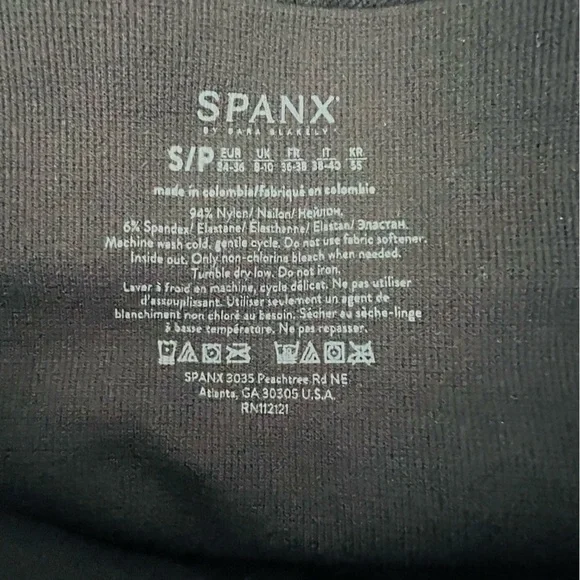 SPANX®
BY SARA BLAKELY®
S/P EUR 34-36 UK 8-10 FR 36-38 IT 38-40 KR 55
made in colombia/fabriqué en colombie
94% Nylon/ Nailon/ Нейлон,
6% Spandex/ Elastane/ Élasthanne/ Elastan/ Эластан.
Machine wash cold, gentle cycle. Do not use fabric softener.
Inside out. Only non-chlorine bleach when needed.
Tumble dry low. Do not iron.
Laver à froid en machine, cycle délicat. Ne pas utiliser
d'assouplissant. Utiliser seulement un agent de
blanchiment non chloré au besoin. Sécher au sèche-linge
à basse température. Ne pas repasser.
SPANX 3035 Peachtree Rd NE
Atlanta, GA 30305 U.S.A.
RN112121